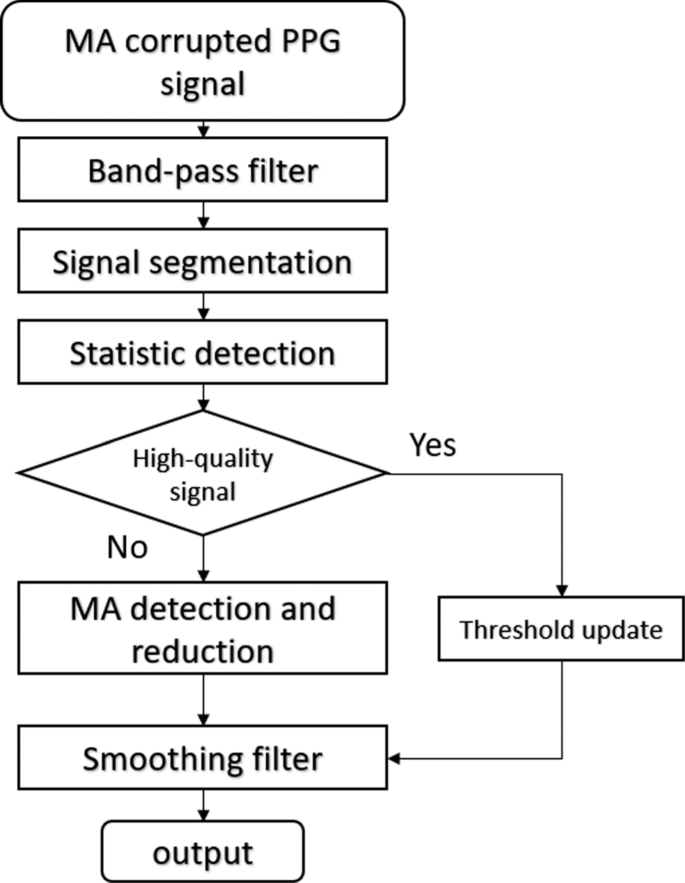 MA corrupted PPG
signal
Band-pass filter
Signal segmentation
Statistic detection
High-quality
signal
Yes
No
MA detection and
reduction
Threshold update
Smoothing filter
output